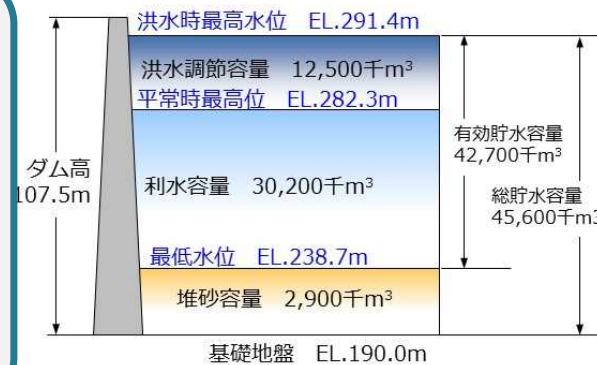 洪水時最高水位 EL.291.4m
洪水調節容量 12,500千m³
平常時最高位 EL.282.3m
有効貯水容量
42,700千m³
ダム高
107.5m
利水容量 30,200千m³
総貯水容量
45,600千m³
最低水位 EL.238.7m
堆砂容量 2,900千m³
基礎地盤 EL.190.0m